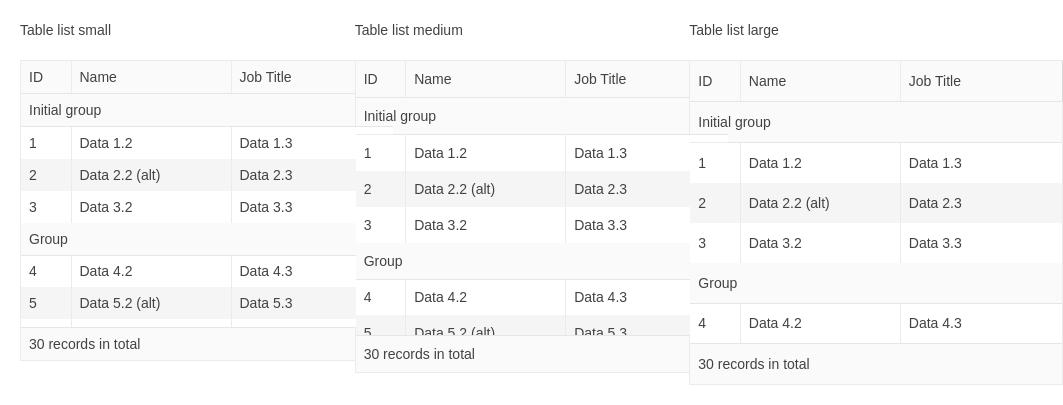 Table list small
ID Name Job Title
Initial group
1 Data 1.2 Data 1.3
2 Data 2.2 (alt) Data 2.3
3 Data 3.2 Data 3.3
Group
4 Data 4.2 Data 4.3
5 Data 5.2 (alt) Data 5.3
30 records in total
Table list medium
ID Name Job Title
Initial group
1 Data 1.2 Data 1.3
2 Data 2.2 (alt) Data 2.3
3 Data 3.2 Data 3.3
Group
4 Data 4.2 Data 4.3
5 Data 5.2 (alt) Data 5.3
30 records in total
Table list large
ID Name Job Title
Initial group
1 Data 1.2 Data 1.3
2 Data 2.2 (alt) Data 2.3
3 Data 3.2 Data 3.3
Group
4 Data 4.2 Data 4.3
30 records in total